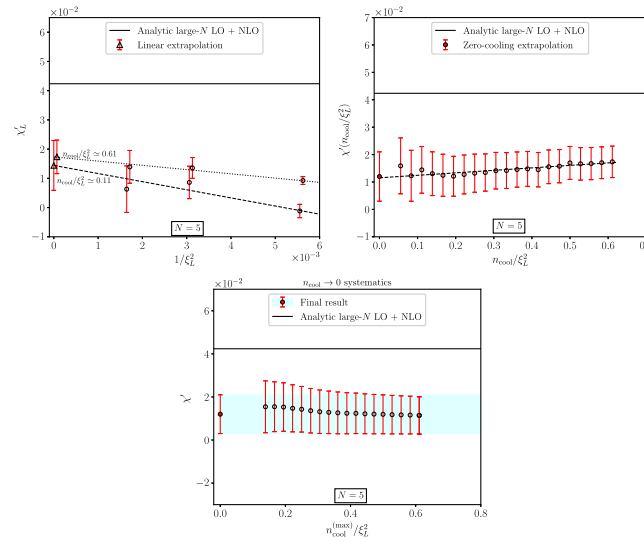 ×10⁻²
Analytic large-N LO + NLO
Linear extrapolation
n_cool/ξ_L² ≃ 0.61
n_cool/ξ_L² ≃ 0.11
χ′_L
7
6
5
4
3
2
1
0
−1
N = 5
0 1 2 3 4 5 6
×10⁻³
1/ξ_L²
×10⁻²
Analytic large-N LO + NLO
Zero-cooling extrapolation
χ′(n_cool/ξ_L²)
7
6
5
4
3
2
1
0
−1
N = 5
0.0 0.1 0.2 0.3 0.4 0.5 0.6
n_cool/ξ_L²
n_cool → 0 systematics
×10⁻²
Final result
Analytic large-N LO + NLO
χ′
6
4
2
0
−2
N = 5
0.0 0.2 0.4 0.6 0.8
n_cool^(max)/ξ_L²